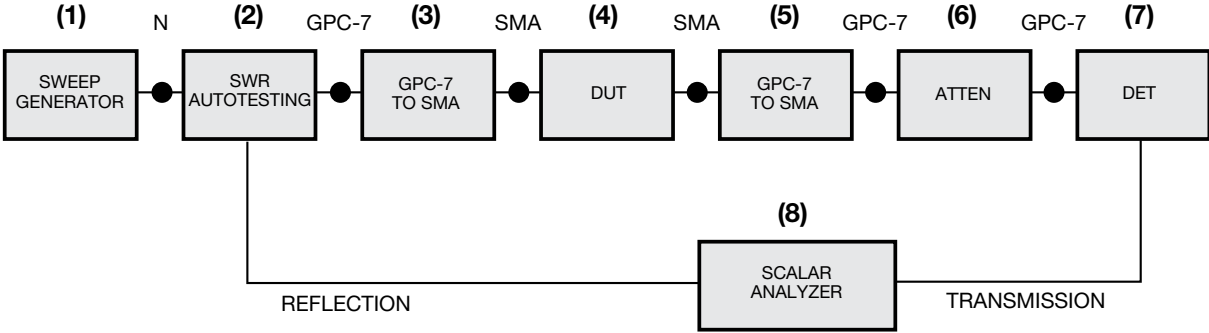 (1) N (2) GPC-7 (3) SMA (4) SMA (5) GPC-7 (6) GPC-7 (7)
SWEEP
GENERATOR
SWR
AUTOTESTING
GPC-7
TO SMA
DUT
GPC-7
TO SMA
ATTEN
DET
(8)
SCALAR
ANALYZER
REFLECTION
TRANSMISSION